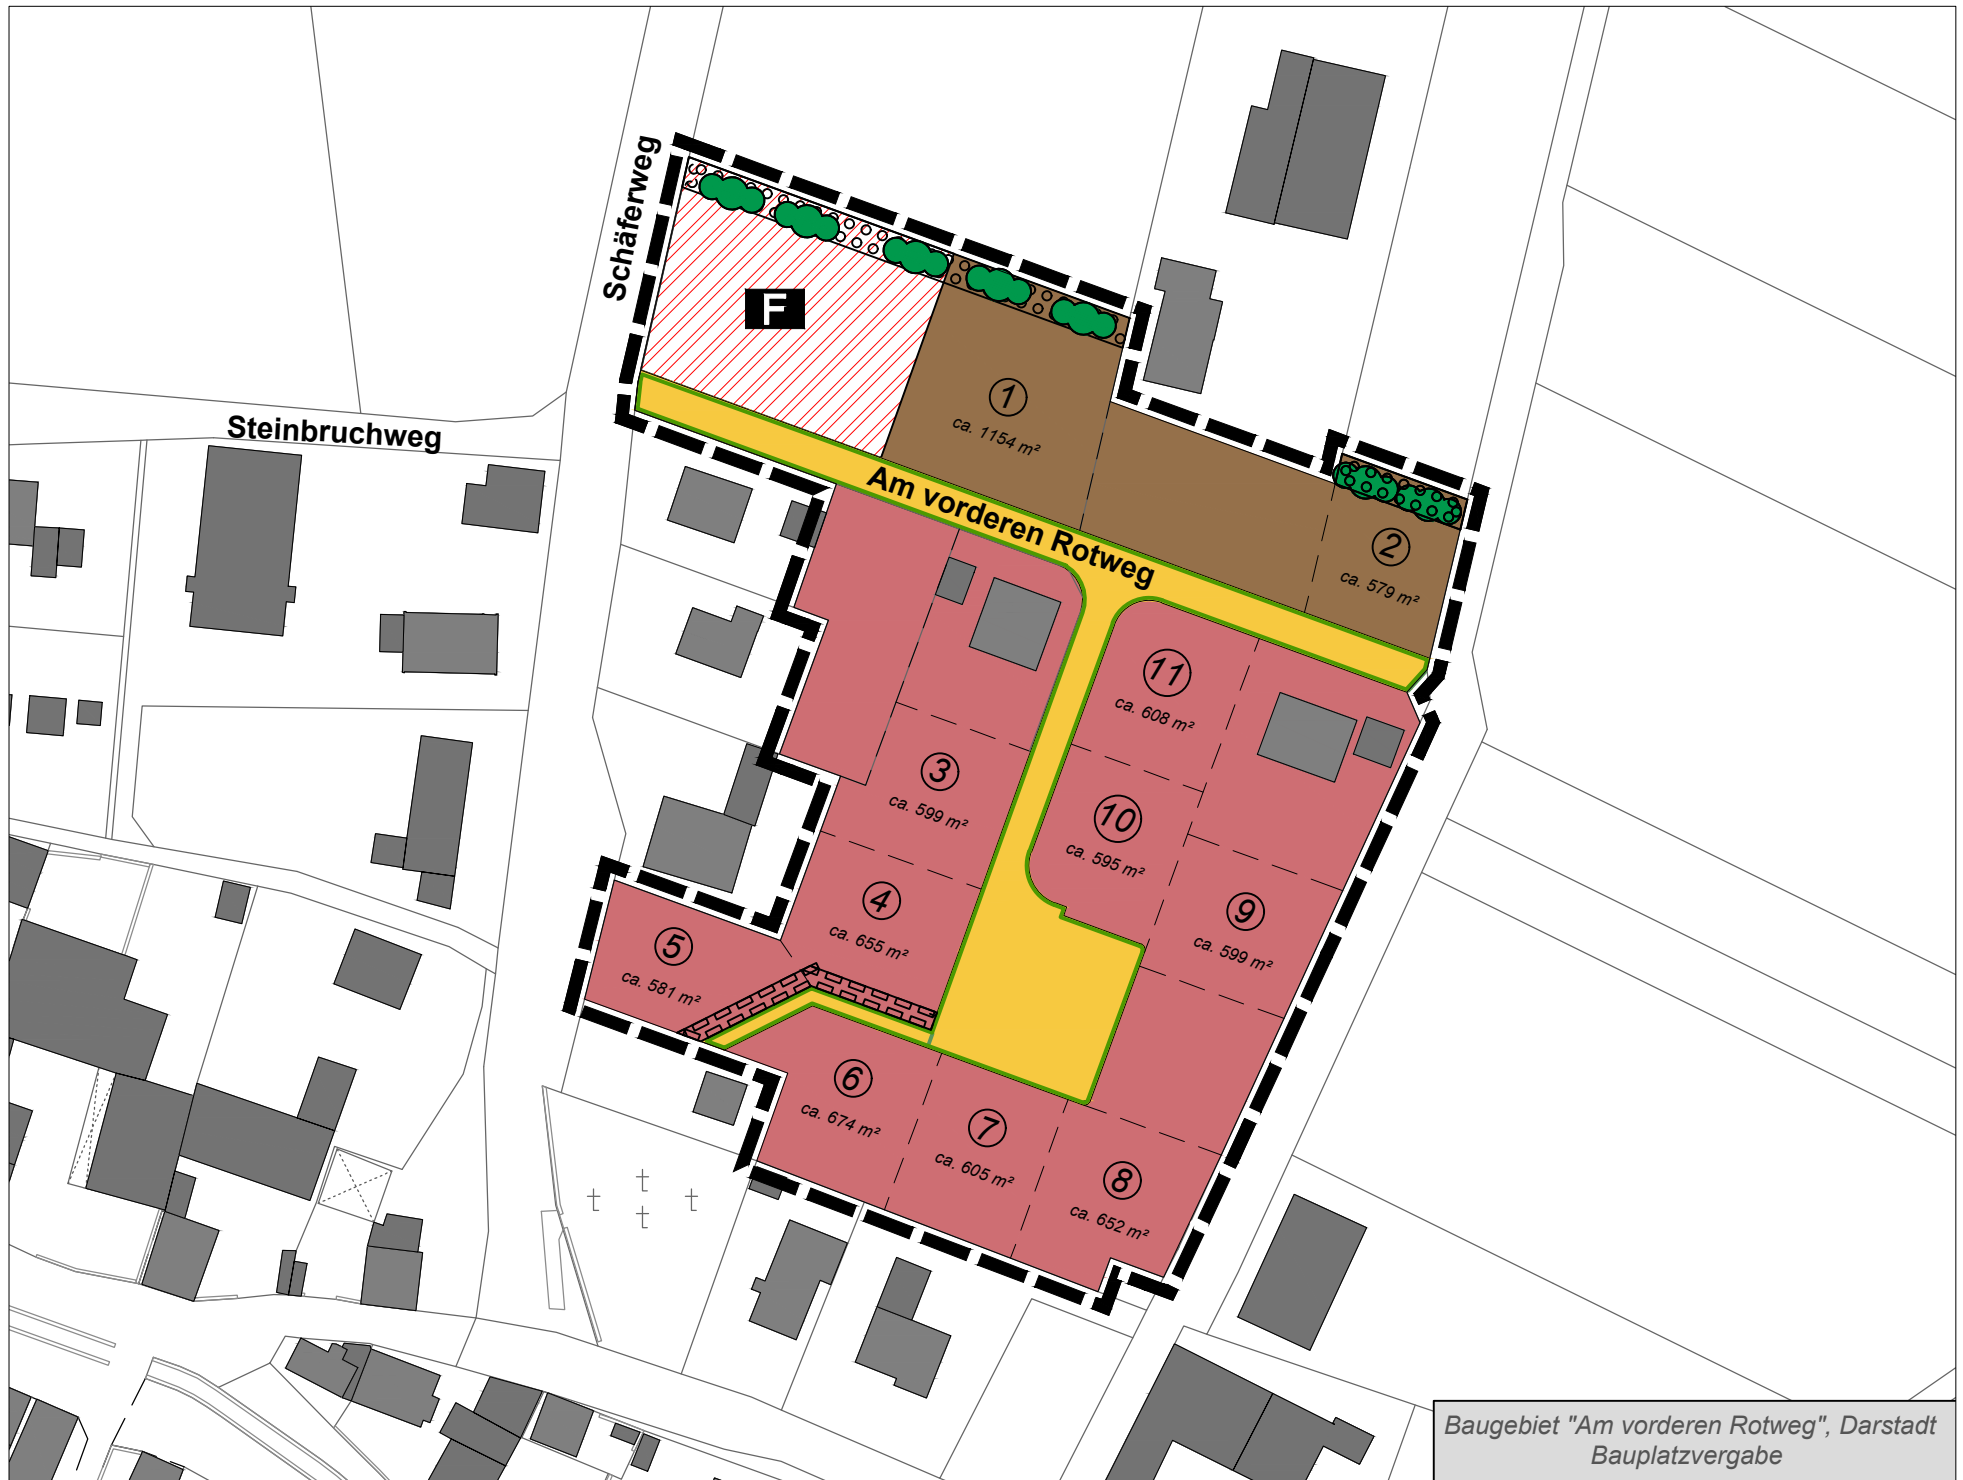 Schäferweg
F
Steinbruchweg
1
ca. 1154 m²
Am vorderen Rotweg
2
ca. 579 m²
11
ca. 608 m²
3
ca. 599 m²
10
ca. 595 m²
4
ca. 655 m²
9
ca. 599 m²
5
ca. 581 m²
6
ca. 674 m²
7
ca. 605 m²
8
ca. 652 m²
Baugebiet "Am vorderen Rotweg", Darstadt
Bauplatzvergabe